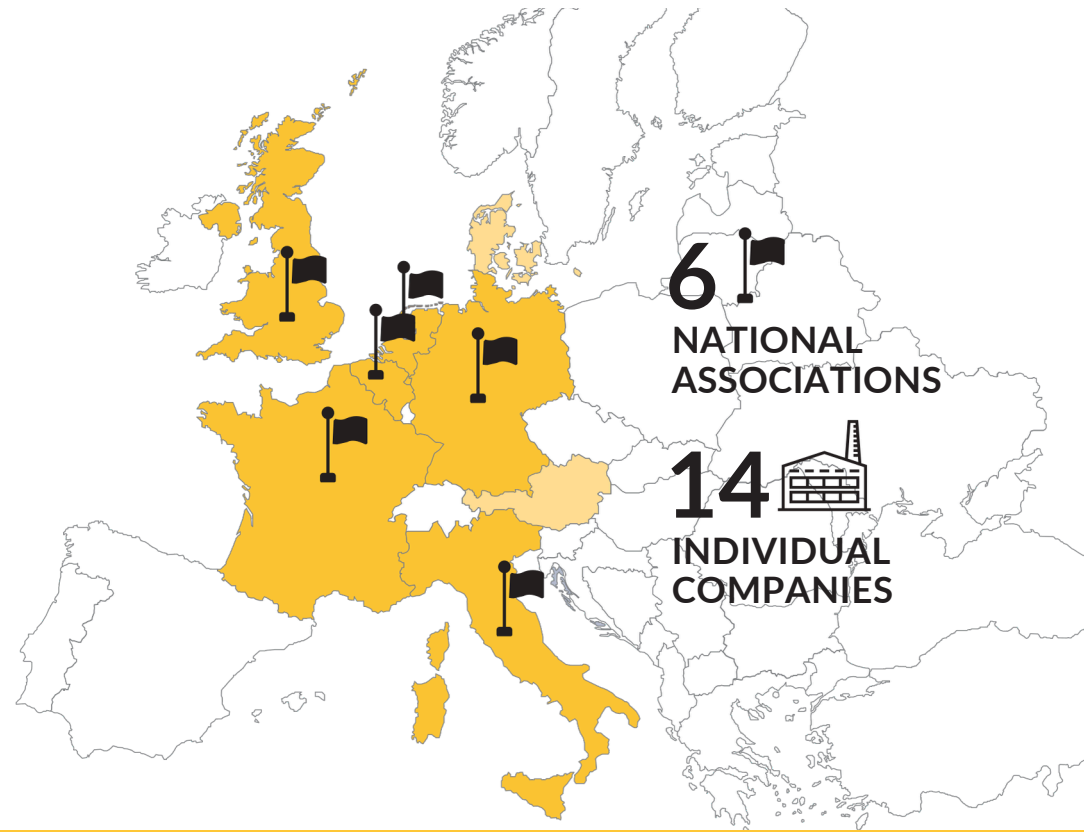 6
NATIONAL
ASSOCIATIONS
14
INDIVIDUAL
COMPANIES